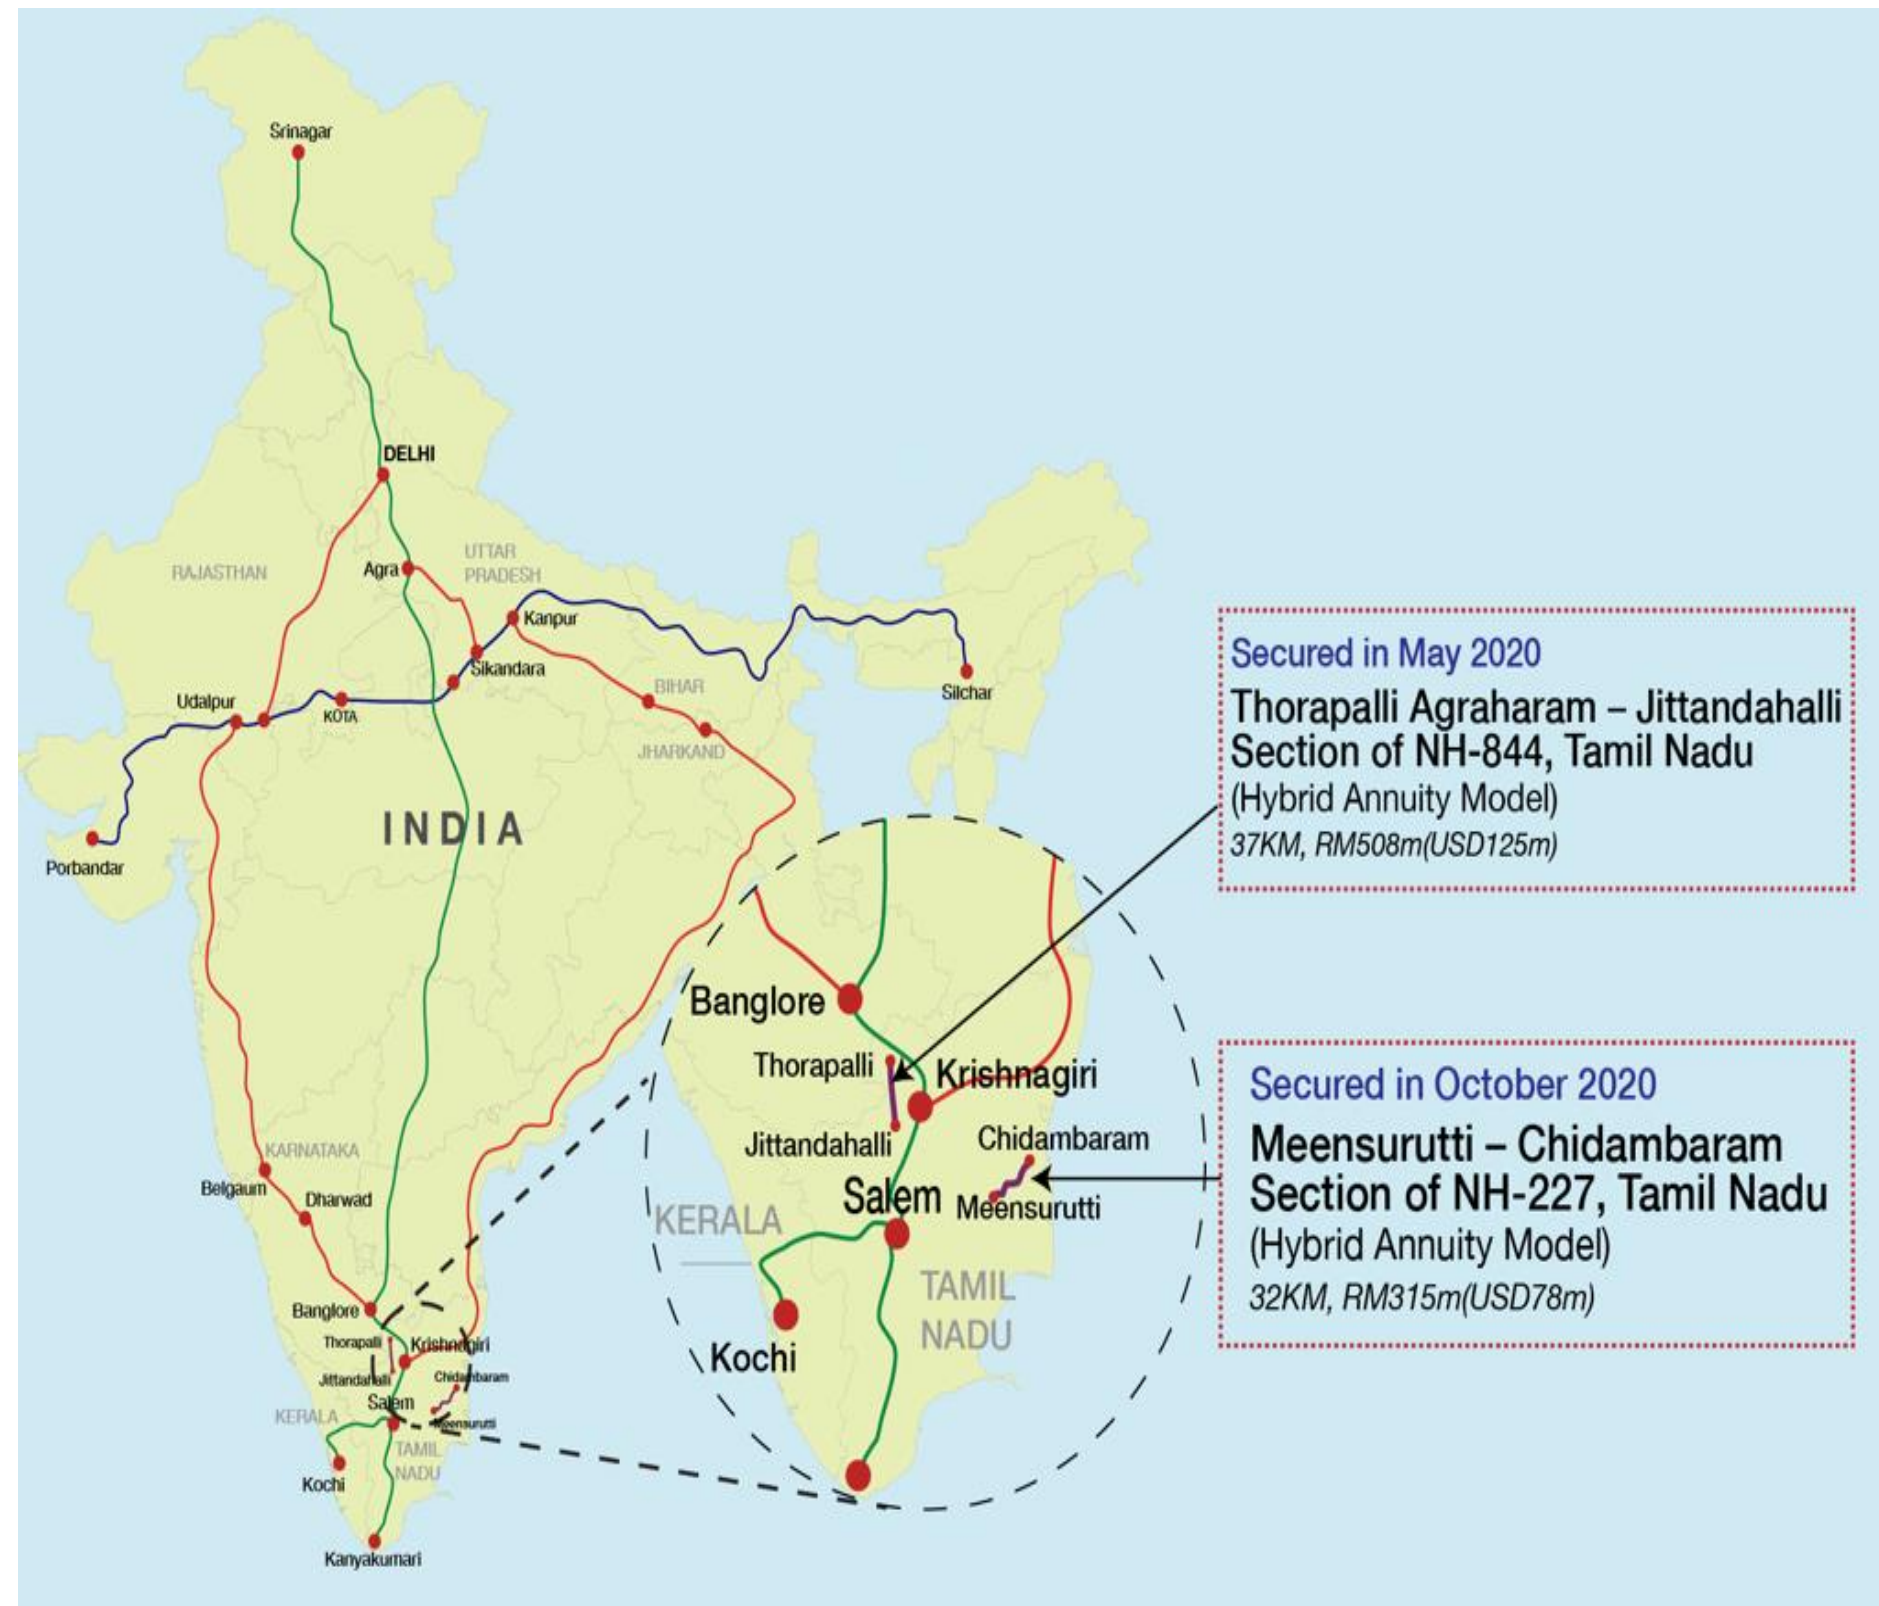 Srinagar
DELHI
UTTAR
PRADESH
RAJASTHAN
Agra
Kanpur
Sikandara
BIHAR
Silchar
Udalpur
KOTA
JHARKAND
INDIA
Porbandar
KARNATAKA
Belgaum
Dharwad
Banglore
Thorapalli
Krishnagiri
Jittandahalli
Chidambaram
Salem
Meensurutti
KERALA
TAMIL
NADU
Kochi
Kanyakumari
Banglore
Thorapalli
Krishnagiri
Jittandahalli
Chidambaram
Salem
Meensurutti
KERALA
TAMIL
NADU
Kochi
Secured in May 2020
Thorapalli Agraharam – Jittandahalli
Section of NH-844, Tamil Nadu
(Hybrid Annuity Model)
37KM, RM508m(USD125m)
Secured in October 2020
Meensurutti – Chidambaram
Section of NH-227, Tamil Nadu
(Hybrid Annuity Model)
32KM, RM315m(USD78m)